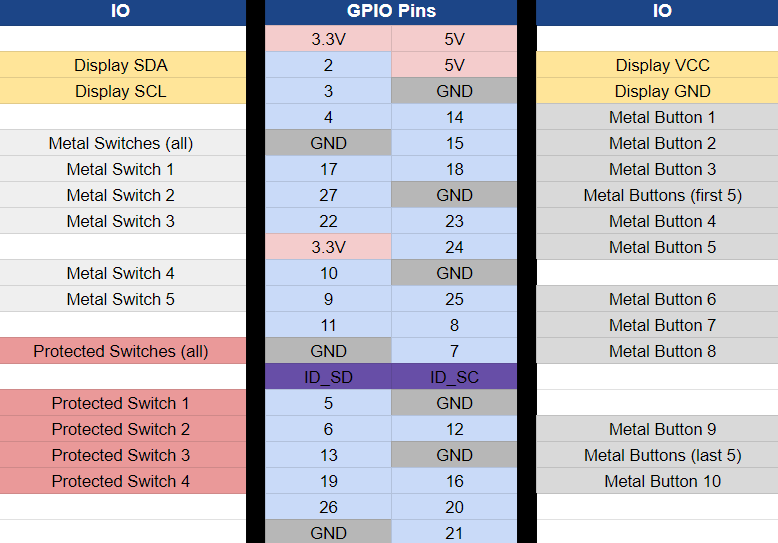 IO GPIO Pins IO
3.3V 5V
Display SDA 2 5V Display VCC
Display SCL 3 GND Display GND
4 14 Metal Button 1
Metal Switches (all) GND 15 Metal Button 2
Metal Switch 1 17 18 Metal Button 3
Metal Switch 2 27 GND Metal Buttons (first 5)
Metal Switch 3 22 23 Metal Button 4
3.3V 24 Metal Button 5
Metal Switch 4 10 GND
Metal Switch 5 9 25 Metal Button 6
11 8 Metal Button 7
Protected Switches (all) GND 7 Metal Button 8
ID_SD ID_SC
Protected Switch 1 5 GND
Protected Switch 2 6 12 Metal Button 9
Protected Switch 3 13 GND Metal Buttons (last 5)
Protected Switch 4 19 16 Metal Button 10
26 20
GND 21